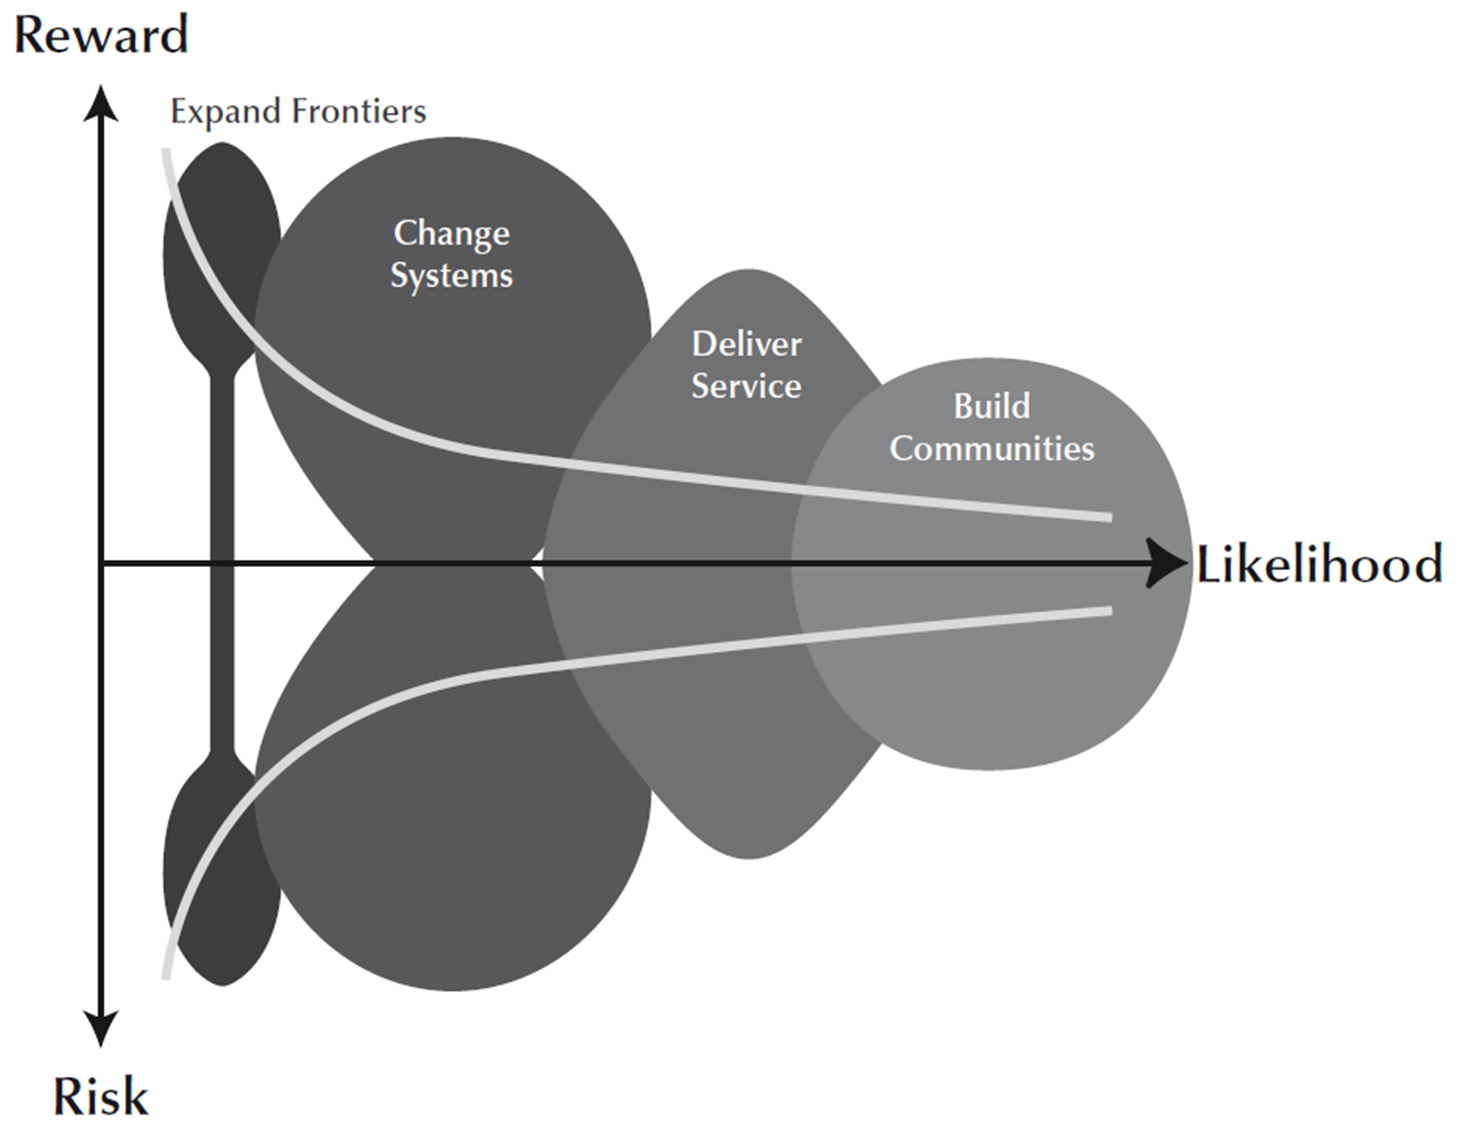 Reward
Expand Frontiers
Change
Systems
Deliver
Service
Build
Communities
Likelihood
Risk